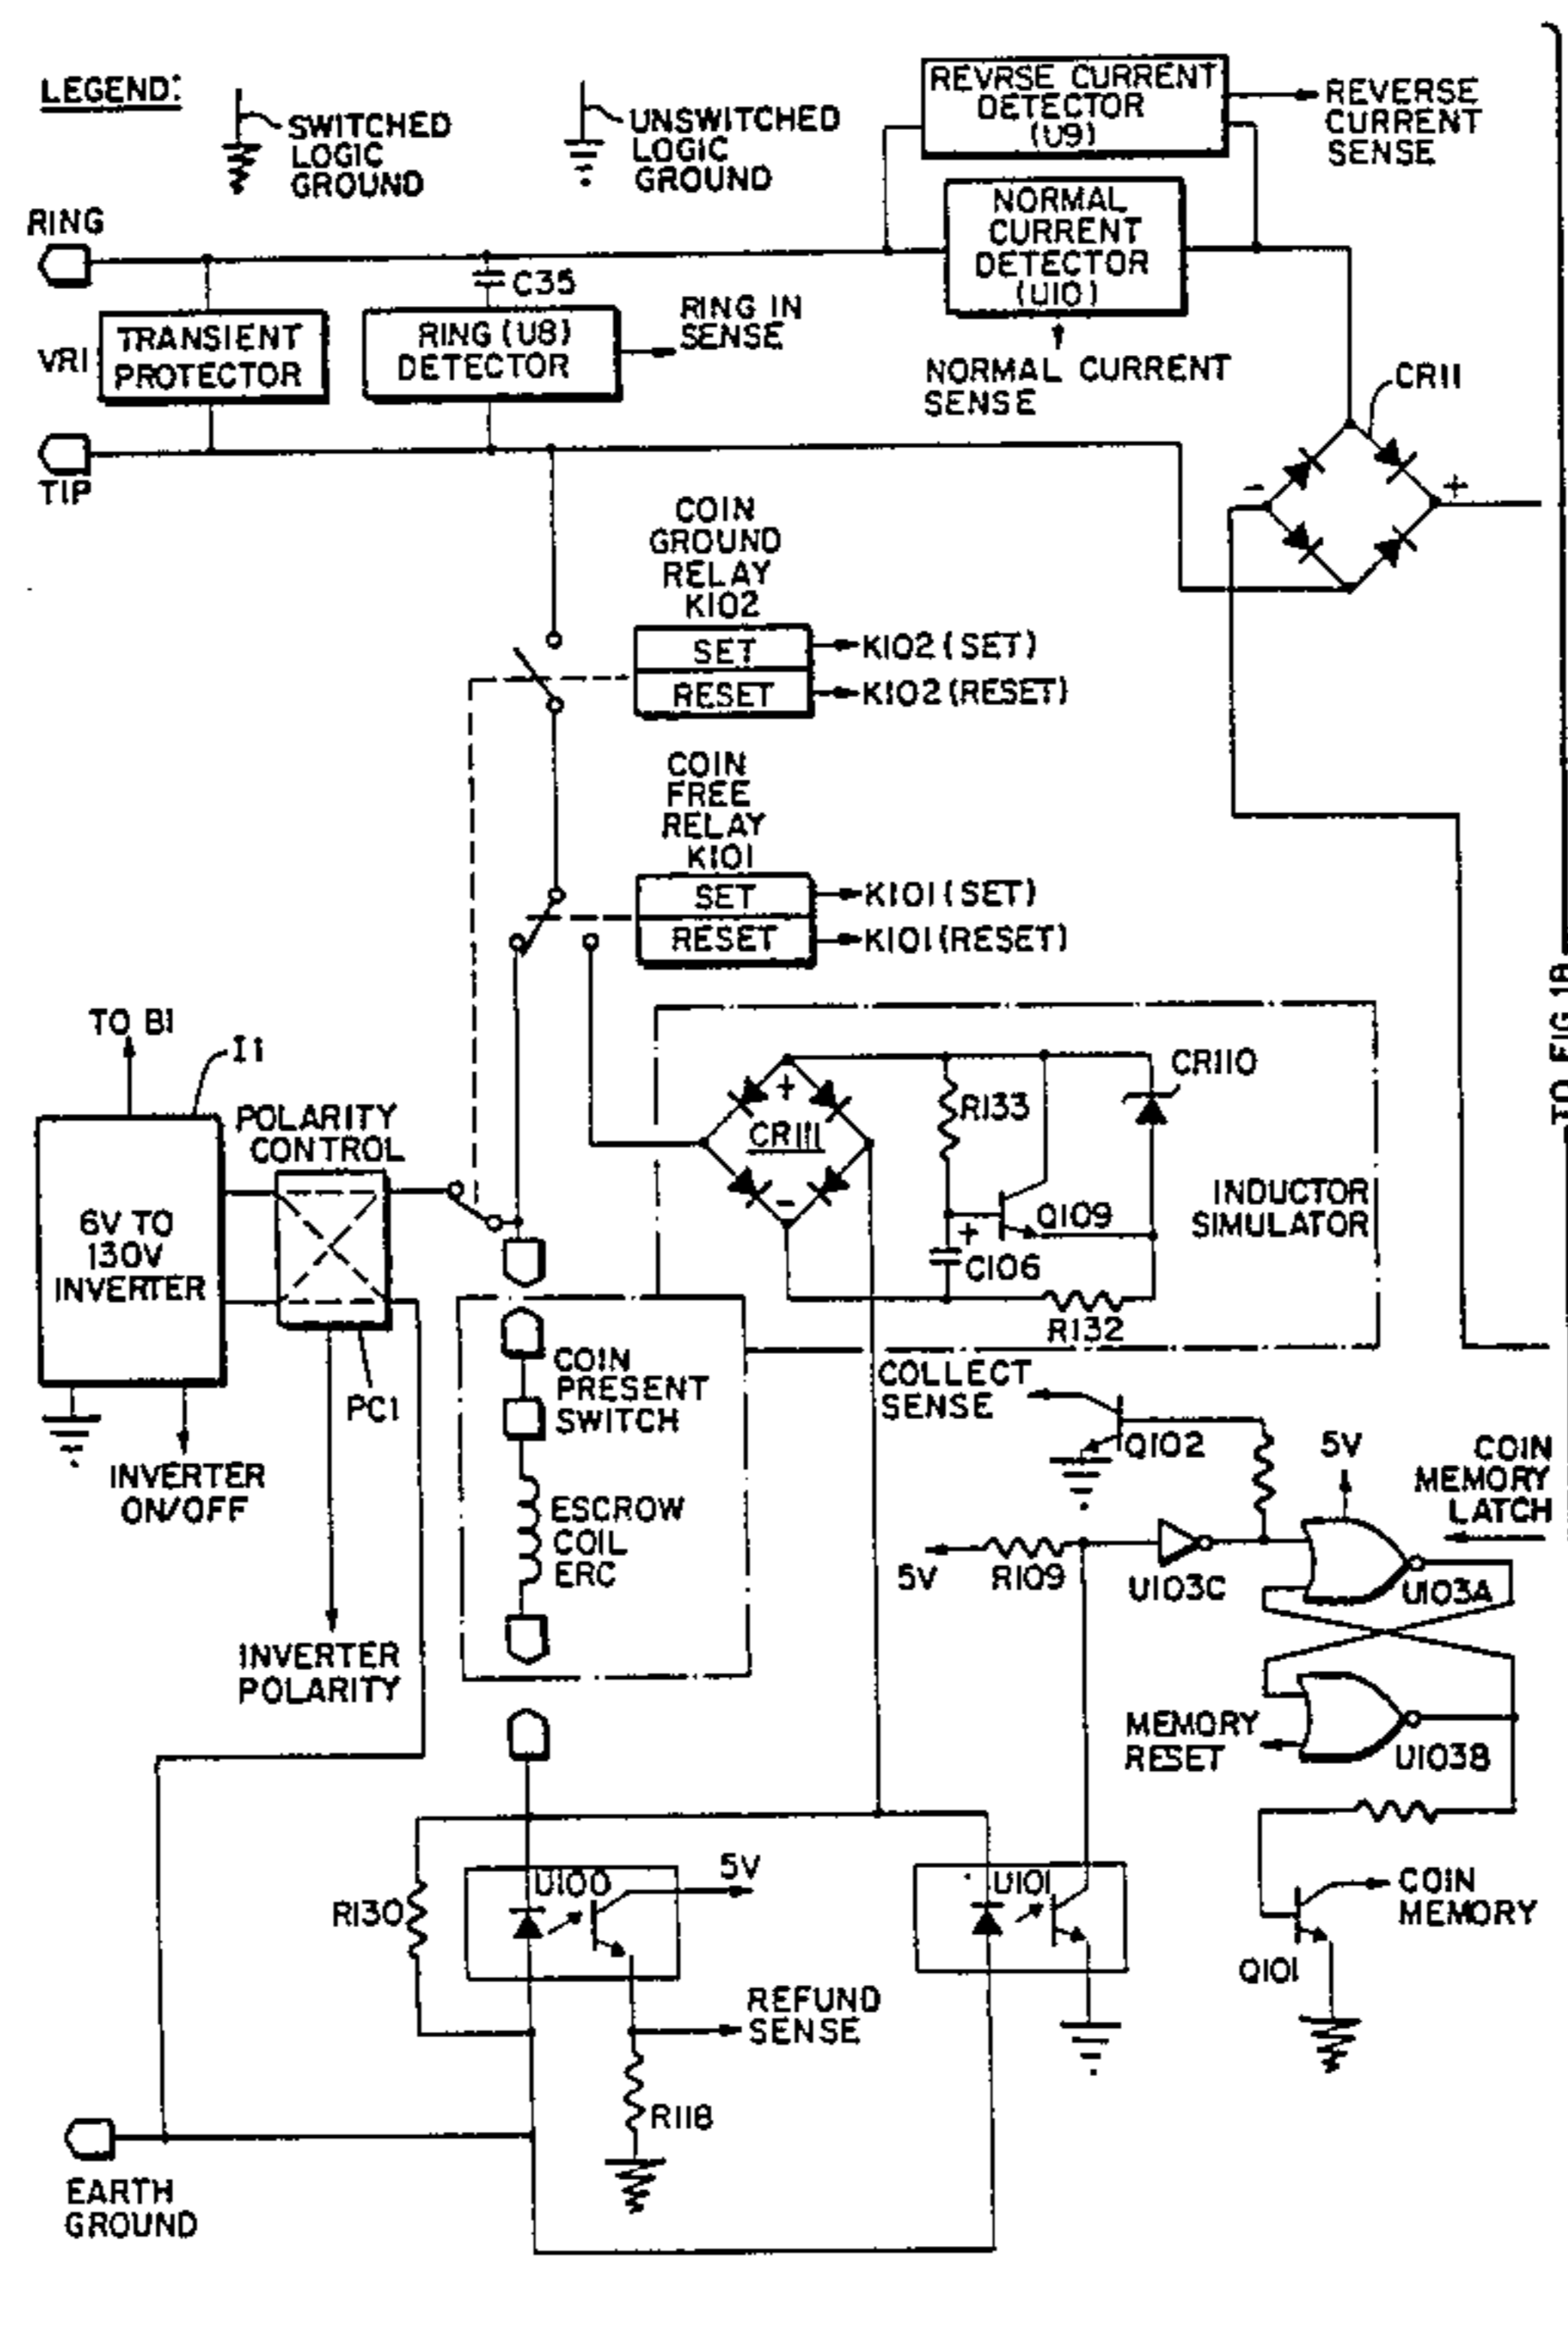 LEGEND:
SWITCHED
LOGIC
GROUND
UNSWITCHED
LOGIC
GROUND
REVRSE CURRENT
DETECTOR
(U9)
REVERSE
CURRENT
SENSE
RING
NORMAL
CURRENT
DETECTOR
(U10)
C35
VR1
TRANSIENT
PROTECTOR
RING (U8)
DETECTOR
RING IN
SENSE
NORMAL CURRENT
SENSE
CR11
TIP
-
+
COIN
GROUND
RELAY
K102
SET
RESET
K102 (SET)
K102 (RESET)
COIN
FREE
RELAY
K101
SET
RESET
K101 (SET)
K101 (RESET)
TO FIG 1B
TO B1
I1
POLARITY
CONTROL
6V TO
130V
INVERTER
PC1
INVERTER
ON/OFF
INVERTER
POLARITY
+
CR111
-
R133
CR110
Q109
+
C106
R132
INDUCTOR
SIMULATOR
COIN
PRESENT
SWITCH
ESCROW
COIL
ERC
COLLECT
SENSE
Q102
5V
COIN
MEMORY
LATCH
5V
R109
U103C
U103A
MEMORY
RESET
U103B
R130
U100
5V
U101
COIN
MEMORY
Q101
REFUND
SENSE
R118
EARTH
GROUND